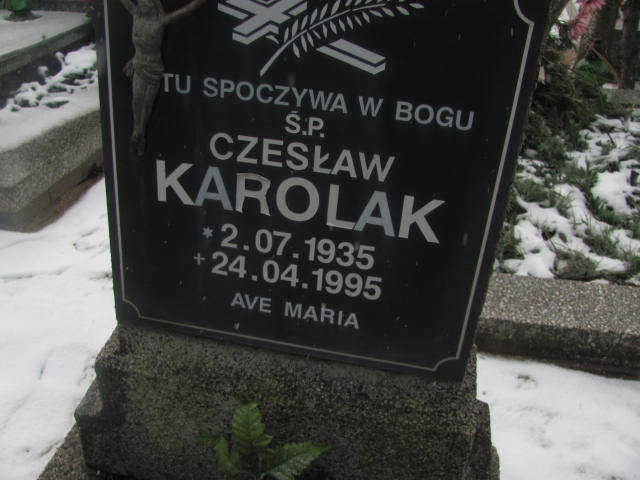 TU SPOCZYWA W BOGU
Ś.P.
CZESŁAW
KAROLAK
* 2.07.1935
+ 24.04.1995
AVE MARIA